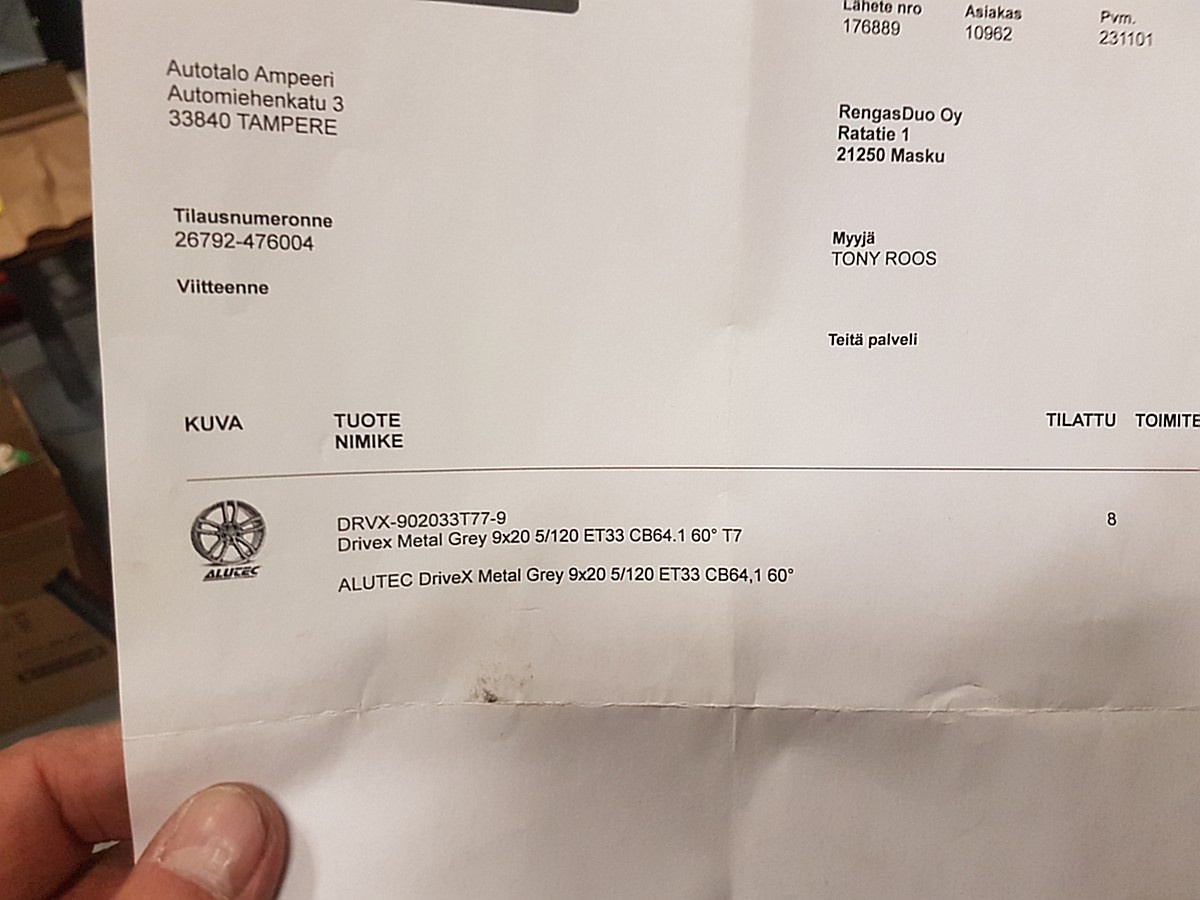 Lähete nro Asiakas Pvm.
176889 10962 231101
Autotalo Ampeeri
Automiehenkatu 3
33840 TAMPERE
RengasDuo Oy
Ratatie 1
21250 Masku
Tilausnumeronne
26792-476004
Myyjä
TONY ROOS
Viitteenne
Teitä palveli
KUVA TUOTE TILATTU TOIMITE
NIMIKE
DRVX-902033T77-9 8
Drivex Metal Grey 9x20 5/120 ET33 CB64.1 60° T7
ALUTEC
ALUTEC DriveX Metal Grey 9x20 5/120 ET33 CB64,1 60°